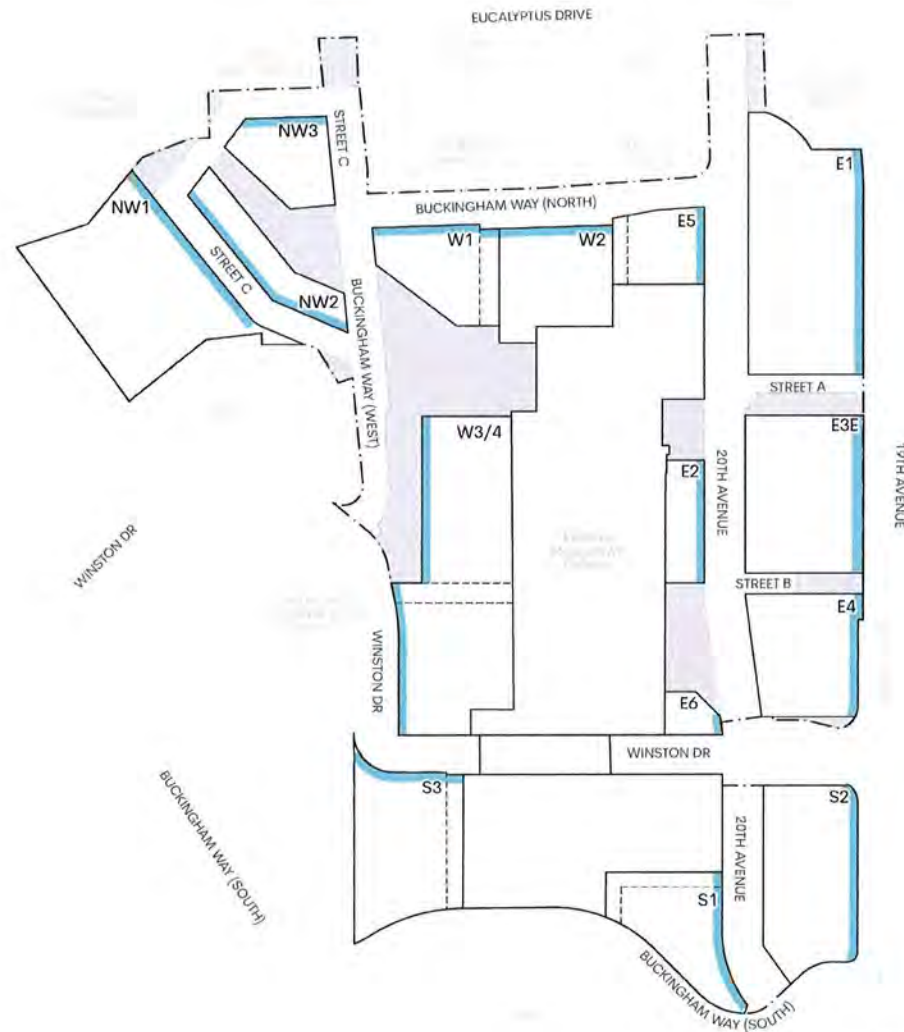 EUCALYPTUS DRIVE
NW3
STREET C
E1
NW1
BUCKINGHAM WAY (NORTH)
E5
W1
W2
STREET C
NW2
BUCKINGHAM WAY (WEST)
STREET A
E3E
W3/4
20TH AVENUE
19TH AVENUE
E2
WINSTON DR
STREET B
E4
WINSTON DR
E6
WINSTON DR
S3
S2
BUCKINGHAM WAY (SOUTH)
20TH AVENUE
S1
BUCKINGHAM WAY (SOUTH)